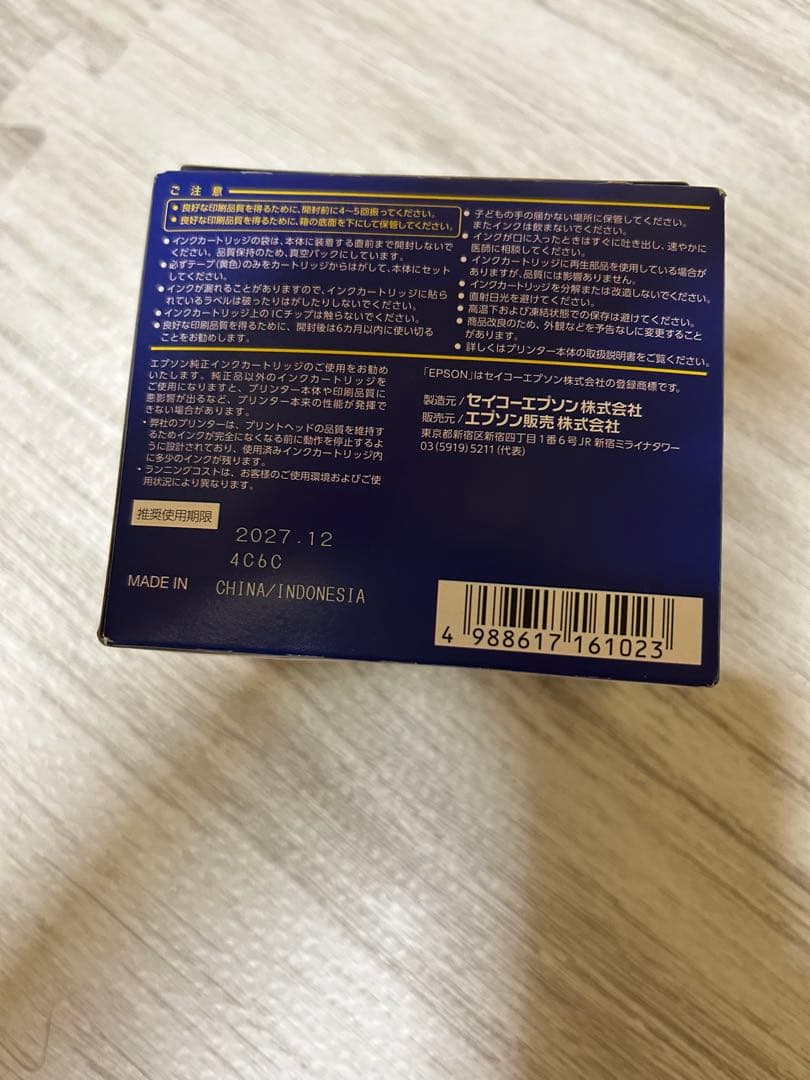 ご注意
● 良好な印刷品質を得るために、開封前に4〜5回振ってください。
● 良好な印刷品質を得るために、箱の底面を下にして保管してください。
● インクカートリッジの袋は、本体に装着する直前まで開封しないで
ください。品質保持のため、真空パックにしています。
● 必ずテープ(黄色)のみをカートリッジからはがして、本体にセット
してください。
● インクが漏れることがありますので、インクカートリッジに貼ら
れているラベルは破ったりはがしたりしないでください。
● インクカートリッジ上のICチップは触らないでください。
● 良好な印刷品質を得るために、開封後は6カ月以内に使い切る
ことをお勧めします。
● 子どもの手の届かない場所に保管してください。
またインクは飲まないでください。
● インクが口に入ったときはすぐに吐き出し、速やかに
医師に相談してください。
● インクカートリッジに再生部品を使用している場合が
ありますが、品質には影響ありません。
● インクカートリッジを分解または改造しないでください。
● 直射日光を避けてください。
● 高温下および凍結状態での保存は避けてください。
● 商品改良のため、外観などを予告なしに変更すること
があります。
● 詳しくはプリンター本体の取扱説明書をご覧ください。
エプソン純正インクカートリッジのご使用をお勧め
いたします。純正品以外のインクカートリッジを
ご使用になりますと、プリンター本体や印刷品質に
悪影響が出るなど、プリンター本来の性能が発揮で
きない場合があります。
・弊社のプリンターは、プリントヘッドの品質を維持す
るためインクが完全になくなる前に動作を停止するよ
うに設計されており、使用済みインクカートリッジ内
に多少のインクが残ります。
・ランニングコストは、お客様のご使用環境およびご使
用状況により異なります。
「EPSON」はセイコーエプソン株式会社の登録商標です。
製造元/セイコーエプソン株式会社
販売元/エプソン販売株式会社
東京都新宿区新宿四丁目1番6号 JR新宿ミライナタワー
03(5919)5211(代表)
推奨使用期限
2027.12
4C6C
MADE IN CHINA/INDONESIA
4 988617 161023